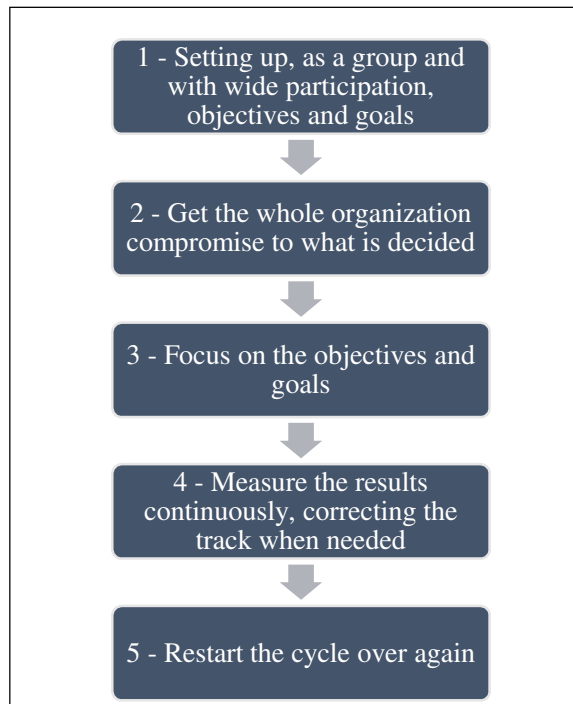 1 - Setting up, as a group and
with wide participation,
objectives and goals
2 - Get the whole organization
compromise to what is decided
3 - Focus on the objectives and
goals
4 - Measure the results
continuously, correcting the
track when needed
5 - Restart the cycle over again